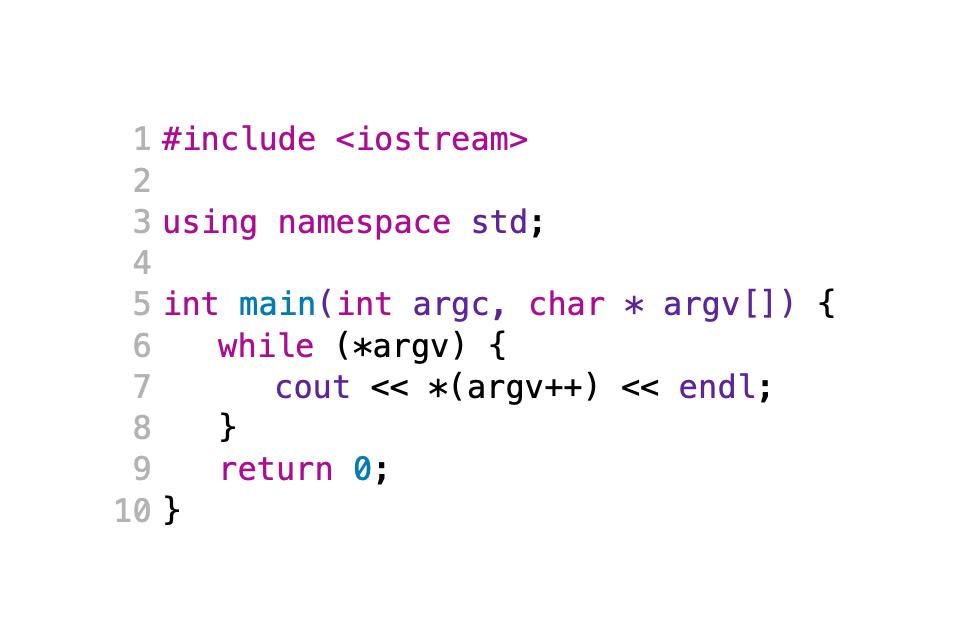 1 #include <iostream>
2
3 using namespace std;
4
5 int main(int argc, char * argv[]) {
6 while (*argv) {
7 cout << *(argv++) << endl;
8 }
9 return 0;
10 }